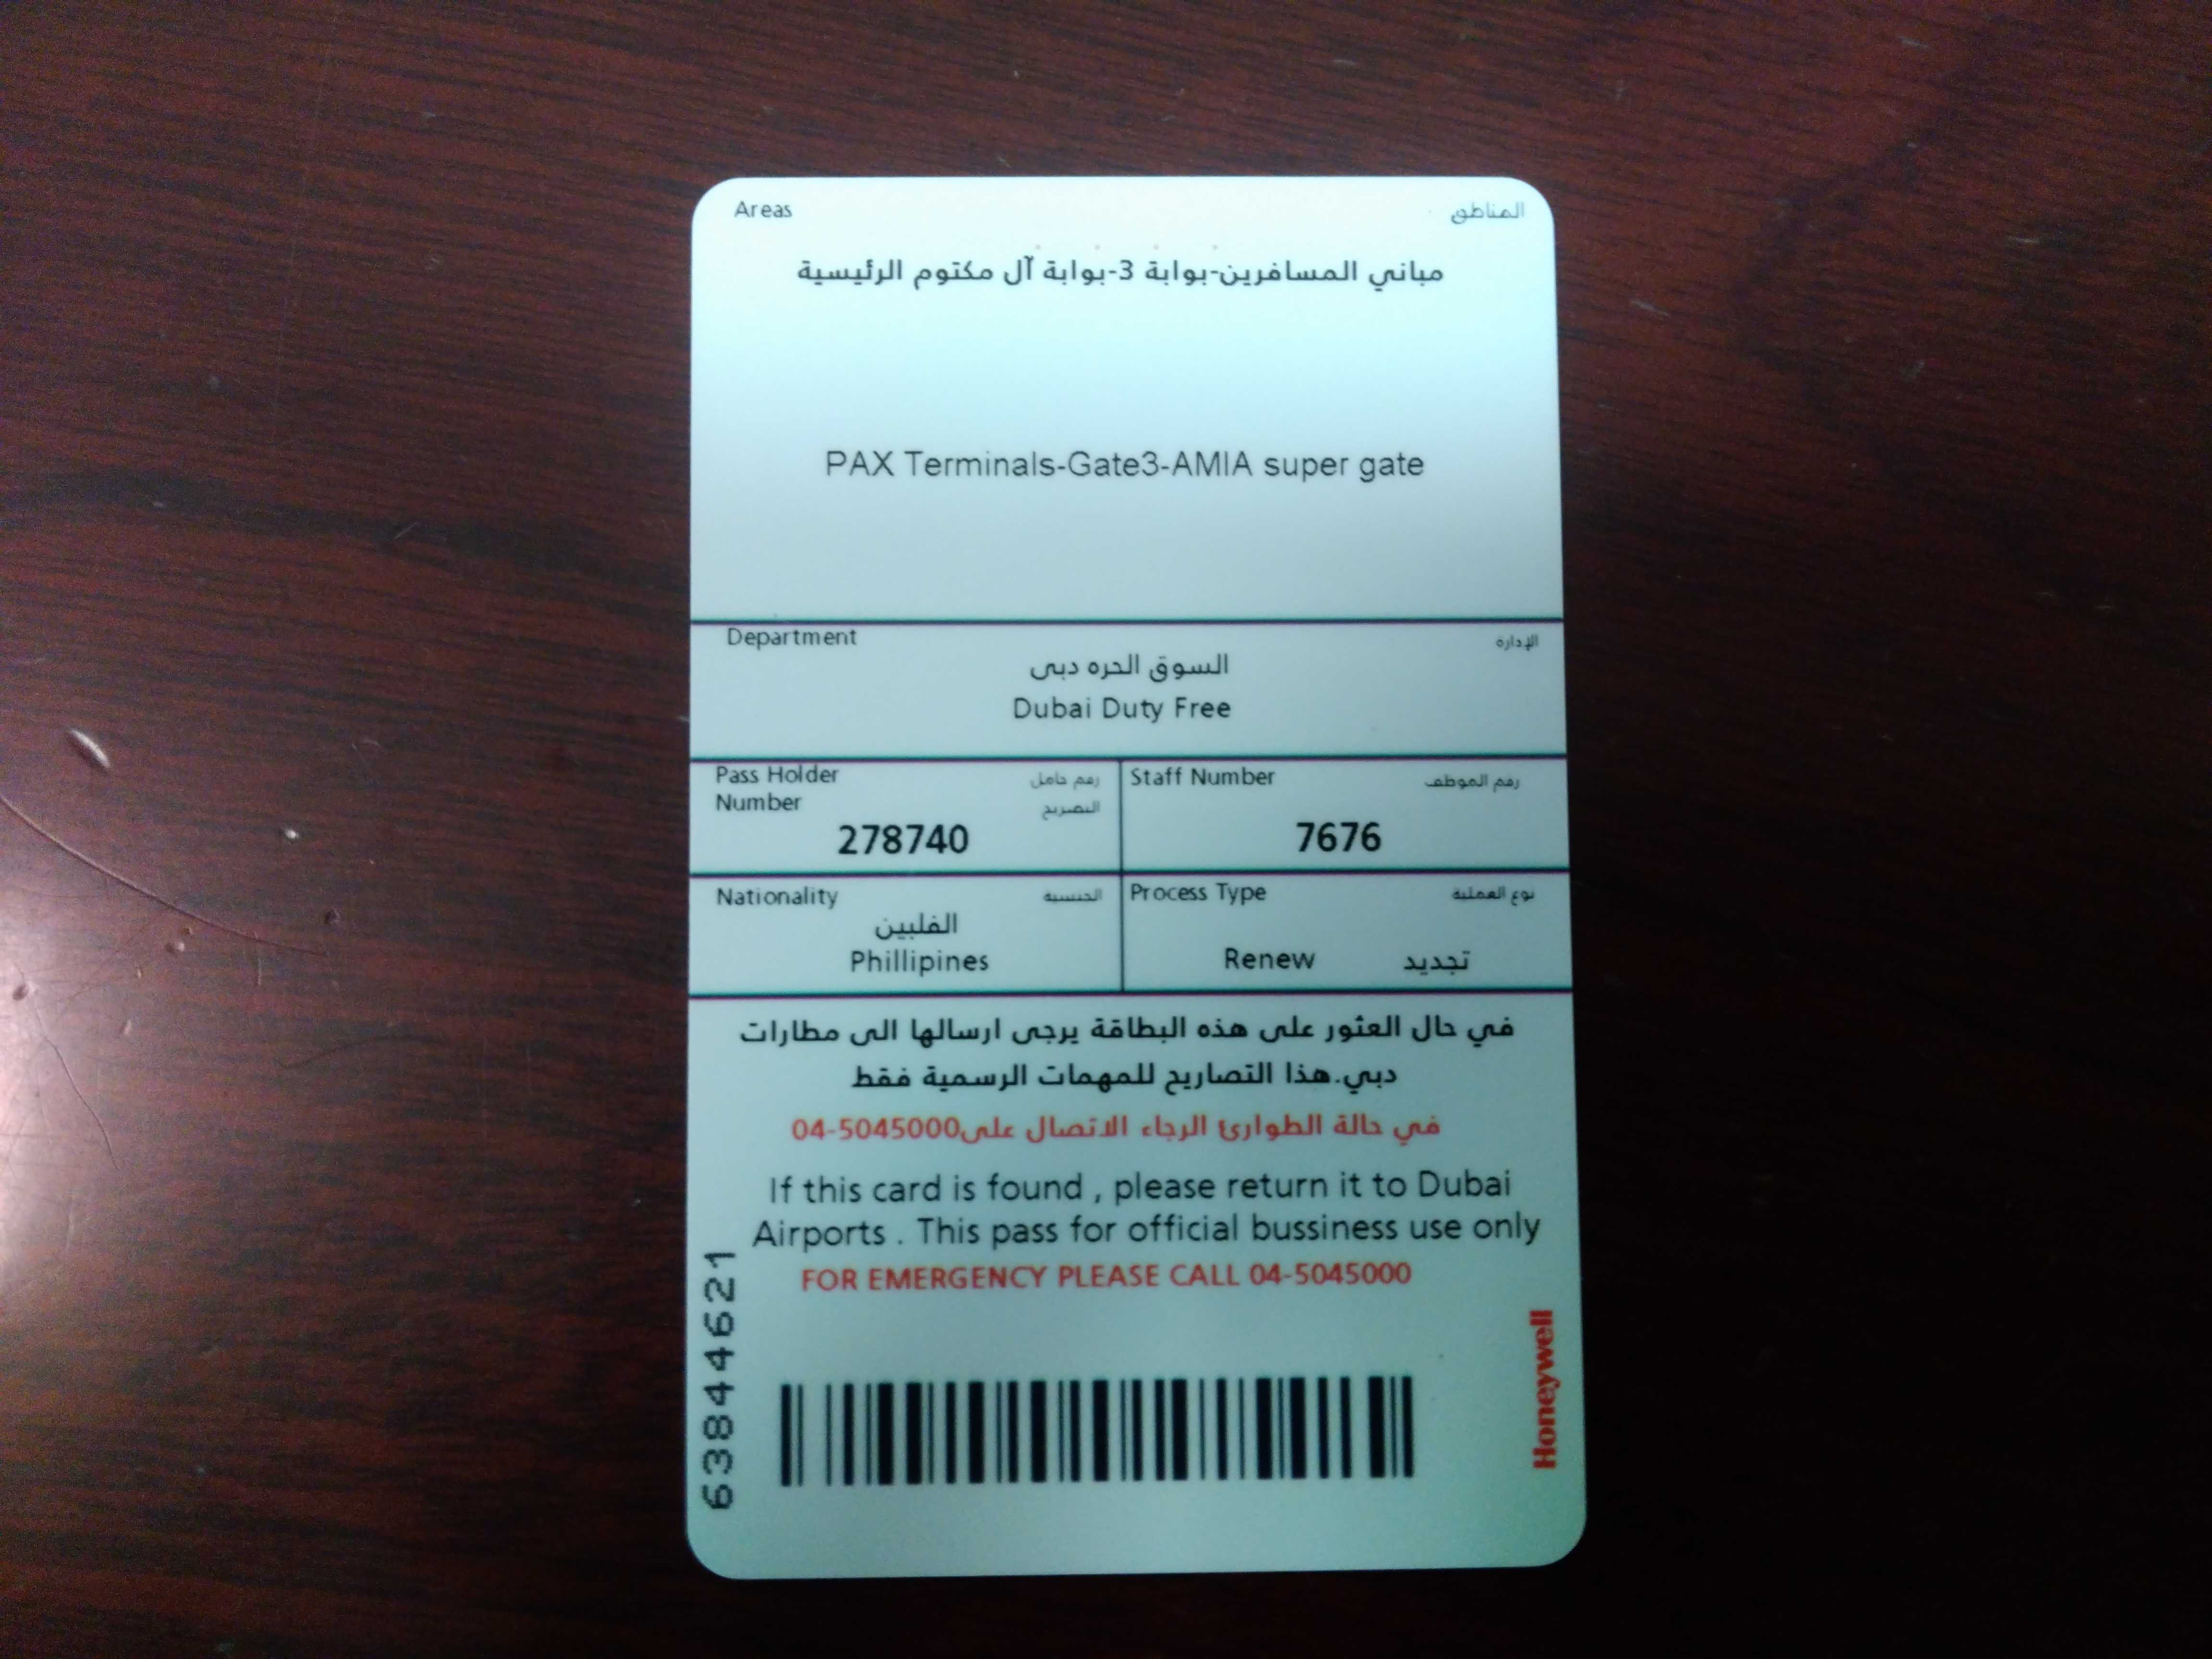 Areas المناطق
مباني المسافرين-بوابة 3-بوابة آل مكتوم الرئيسية
PAX Terminals-Gate3-AMIA super gate
Department الإدارة
السوق الحره دبى
Dubai Duty Free
Pass Holder Number رقم حامل التصريح
278740
Staff Number رقم الموظف
7676
Nationality الجنسية
الفلبين
Phillipines
Process Type نوع العملية
Renew تجديد
في حال العثور على هذه البطاقة يرجى ارسالها الى مطارات
دبي.هذا التصاريح للمهمات الرسمية فقط
في حالة الطوارئ الرجاء الاتصال على04-5045000
If this card is found , please return it to Dubai
Airports . This pass for official bussiness use only
FOR EMERGENCY PLEASE CALL 04-5045000
63844621
Honeywell